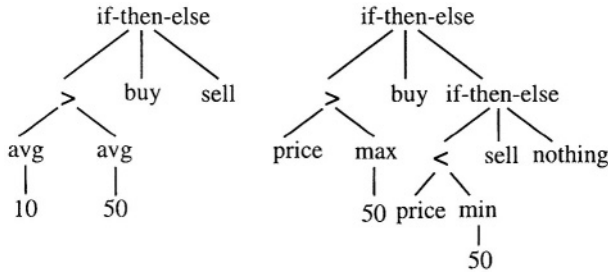 if-then-else if-then-else
> buy sell > buy if-then-else
avg avg price max < sell nothing
10 50 50 price min
50